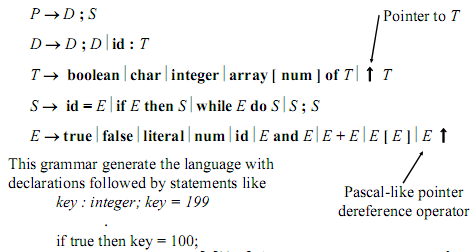 P → D ; S
Pointer to T
D → D ; D | id : T
T → boolean | char | integer | array [ num ] of T | ↑ T
S → id = E | if E then S | while E do S | S ; S
E → true | false | literal | num | id | E and E | E + E | E [ E ] | E ↑
This grammar generate the language with
declarations followed by statements like
key : integer; key = 199
.
if true then key = 100;
Pascal-like pointer
dereference operator